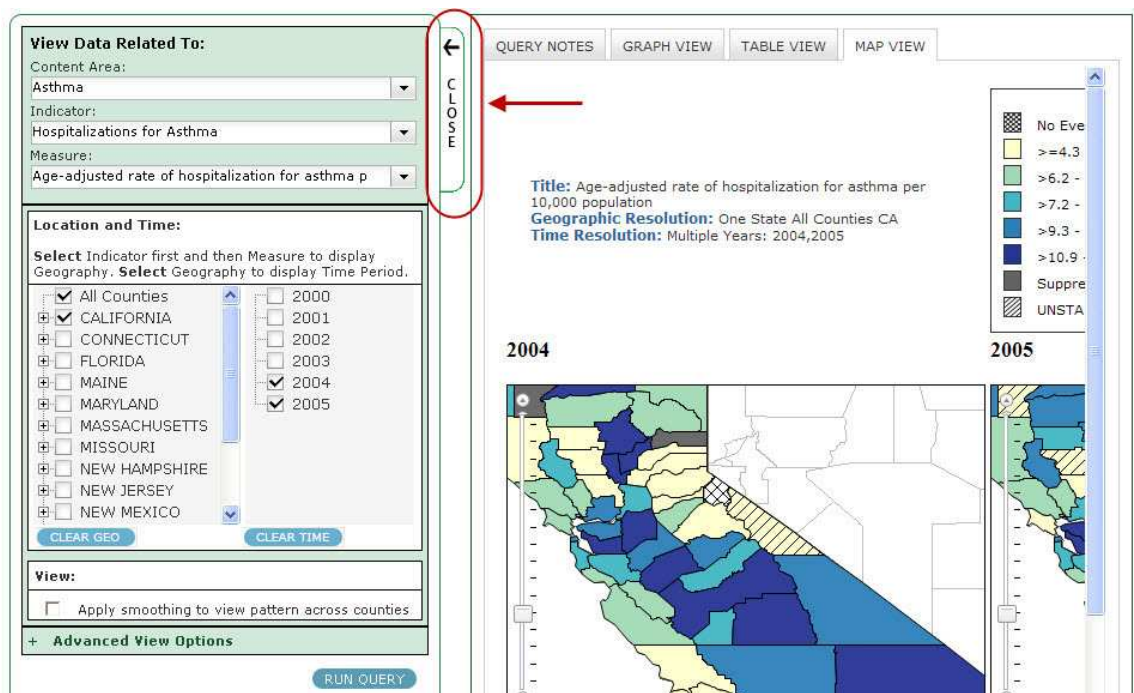 View Data Related To:
Content Area:
Asthma
Indicator:
Hospitalizations for Asthma
Measure:
Age-adjusted rate of hospitalization for asthma p
Location and Time:
Select Indicator first and then Measure to display
Geography. Select Geography to display Time Period.
All Counties
CALIFORNIA
CONNECTICUT
FLORIDA
MAINE
MARYLAND
MASSACHUSETTS
MISSOURI
NEW HAMPSHIRE
NEW JERSEY
NEW MEXICO
2000
2001
2002
2003
2004
2005
CLEAR GEO
CLEAR TIME
View:
Apply smoothing to view pattern across counties
+ Advanced View Options
RUN QUERY
CLOSE
QUERY NOTES
GRAPH VIEW
TABLE VIEW
MAP VIEW
Title: Age-adjusted rate of hospitalization for asthma per
10,000 population
Geographic Resolution: One State All Counties CA
Time Resolution: Multiple Years: 2004,2005
No Eve
>=4.3
>6.2 -
>7.2 -
>9.3 -
>10.9 -
Suppre
UNSTA
2004
2005